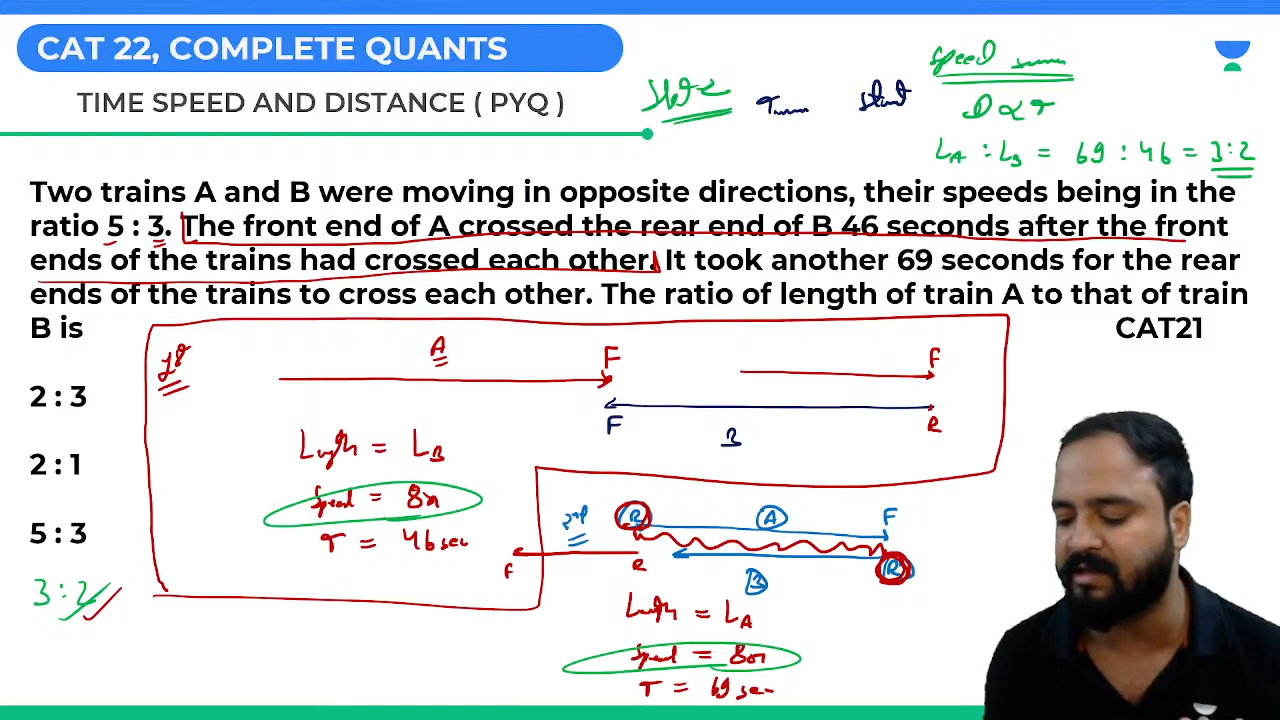 CAT 22, COMPLETE QUANTS
TIME SPEED AND DISTANCE ( PYQ )
Speed
D ∝ T
LA : LB = 69 : 46 = 3:2
Two trains A and B were moving in opposite directions, their speeds being in the
ratio 5 : 3. The front end of A crossed the rear end of B 46 seconds after the front
ends of the trains had crossed each other. It took another 69 seconds for the rear
ends of the trains to cross each other. The ratio of length of train A to that of train
B is CAT21
A
F
F
2 : 3
F
R
B
2 : 1
Length = LB
Speed = 8x
T = 46 sec
5 : 3
3:2
2nd
R
A
F
F
R
B
R
Length = LA
Speed = 8x
T = 69 sec